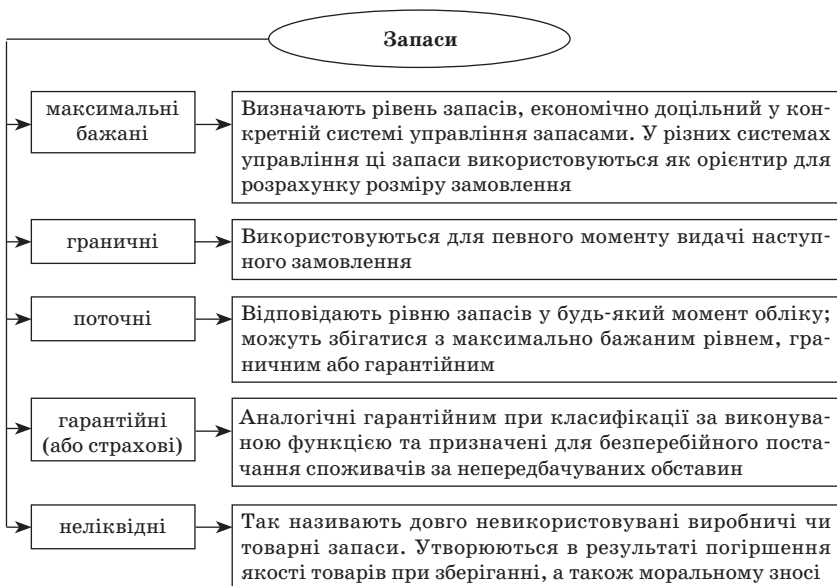 Запаси
максимальні
бажані
Визначають рівень запасів, економічно доцільний у кон-
кретній системі управління запасами. У різних системах
управління ці запаси використовуються як орієнтир для
розрахунку розміру замовлення
граничні
Використовуються для певного моменту видачі наступ-
ного замовлення
поточні
Відповідають рівню запасів у будь-який момент обліку;
можуть збігатися з максимально бажаним рівнем, гра-
ничним або гарантійним
гарантійні
(або страхові)
Аналогічні гарантійним при класифікації за виконува-
ною функцією та призначені для безперебійного поста-
чання споживачів за непередбачуваних обставин
неліквідні
Так називають довго невикористовувані виробничі чи
товарні запаси. Утворюються в результаті погіршення
якості товарів при зберіганні, а також моральному зносі